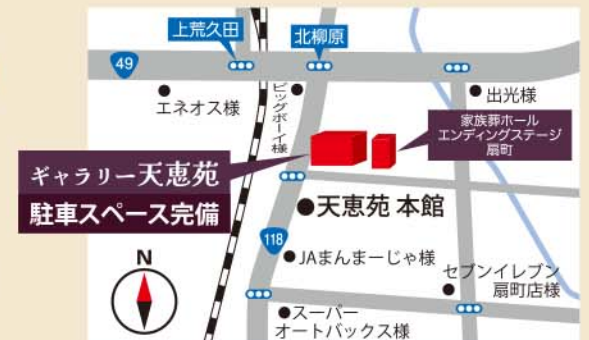 上荒久田
北柳原
49
エネオス様
ビッグボーイ様
出光様
家族葬ホール
エンディングステージ
扇町
ギャラリー天恵苑
駐車スペース完備
天恵苑 本館
N
118
JAまんまーじゃ様
セブンイレブン
扇町店様
スーパー
オートバックス様